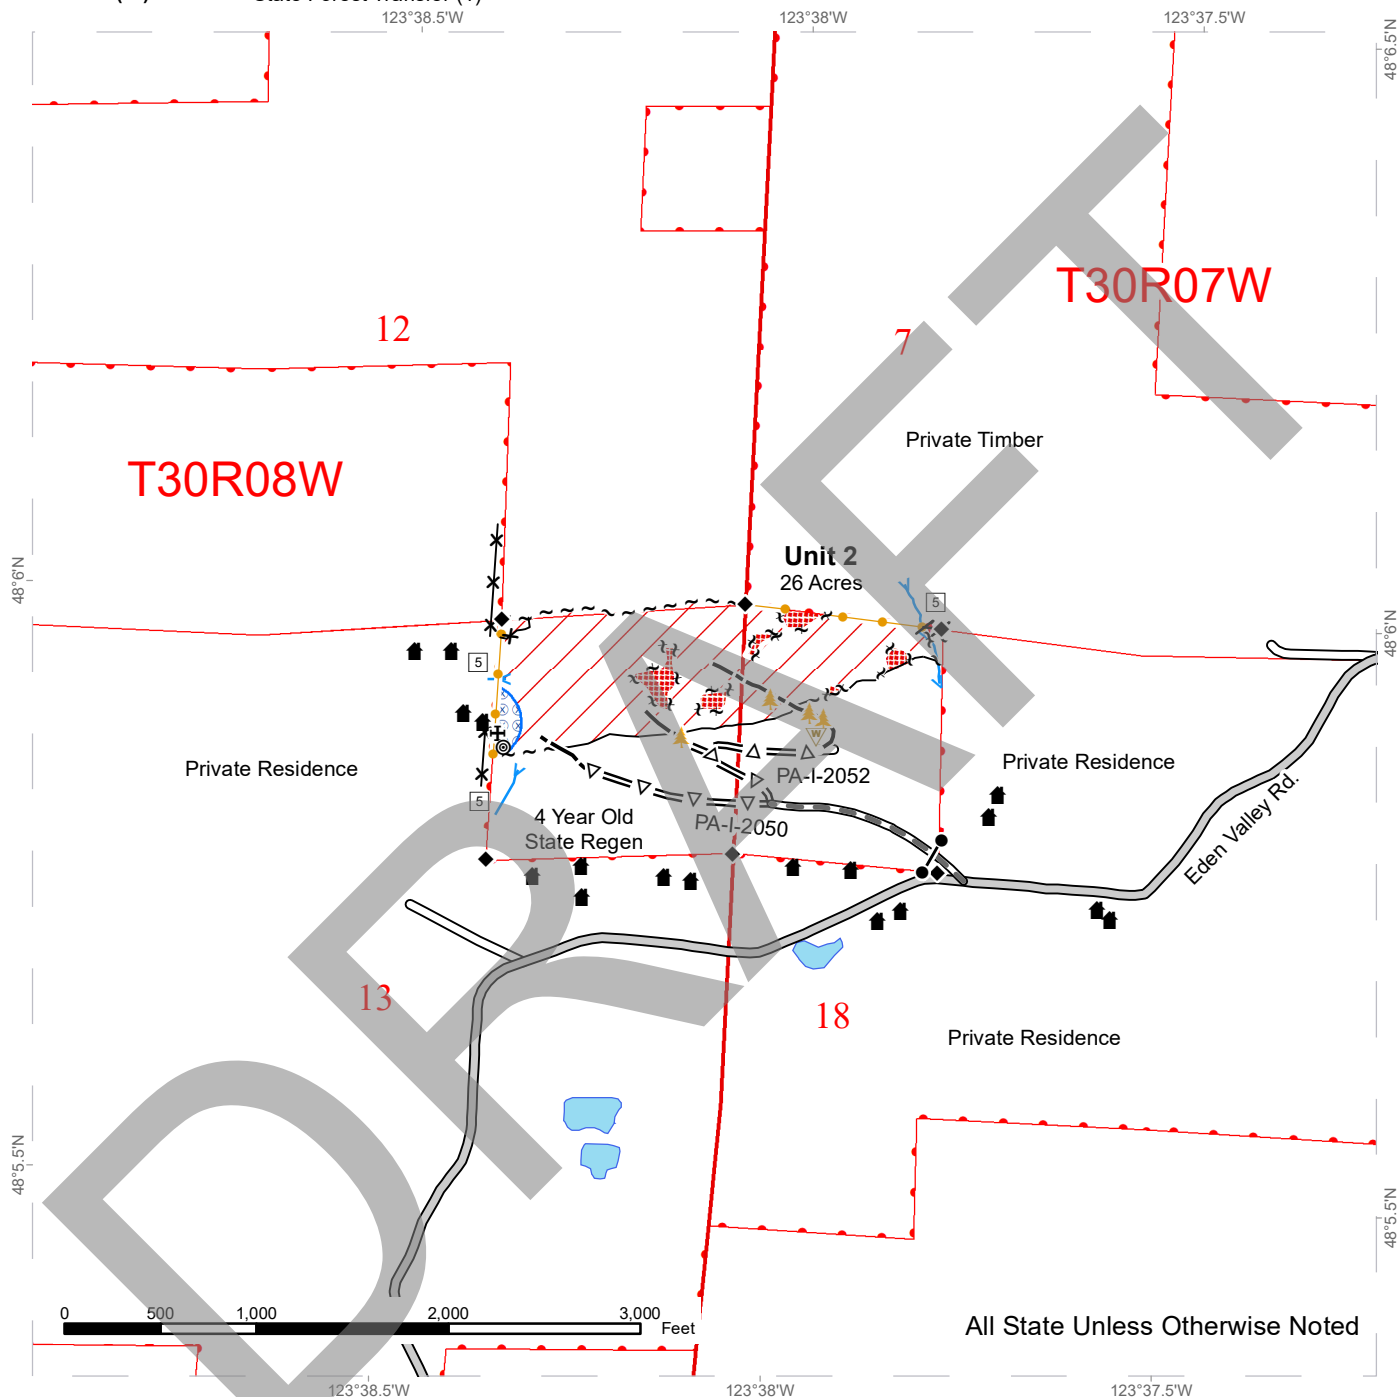 123°38.5'W
123°38'W
123°37.5'W
48°6.5'N
T30R07W
12
7
Private Timber
T30R08W
Unit 2
26 Acres
48°6'N
5
48°6'N
5
W
Private Residence
Private Residence
PA-I-2052
5
4 Year Old
State Regen
PA-I-2050
Eden Valley Rd.
13
18
Private Residence
48°5.5'N
48°5.5'N
0 500 1,000 2,000 3,000
Feet
All State Unless Otherwise Noted
123°38.5'W
123°38'W
123°37.5'W
DRAFT